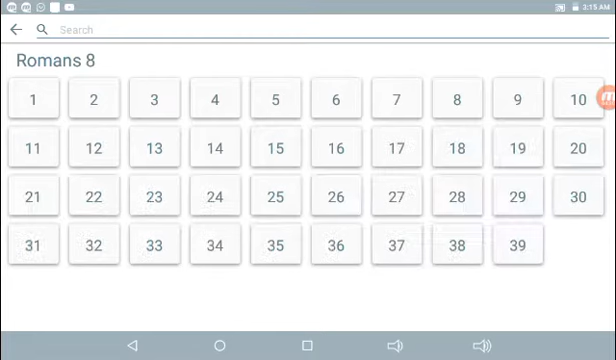 3:15 AM
Search
Romans 8
1 2 3 4 5 6 7 8 9 10
11 12 13 14 15 16 17 18 19 20
21 22 23 24 25 26 27 28 29 30
31 32 33 34 35 36 37 38 39